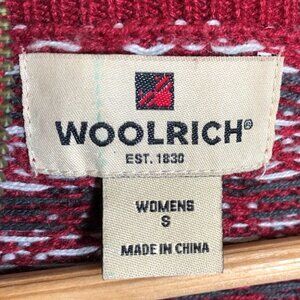 WOOLRICH®
EST. 1830
WOMENS
S
MADE IN CHINA